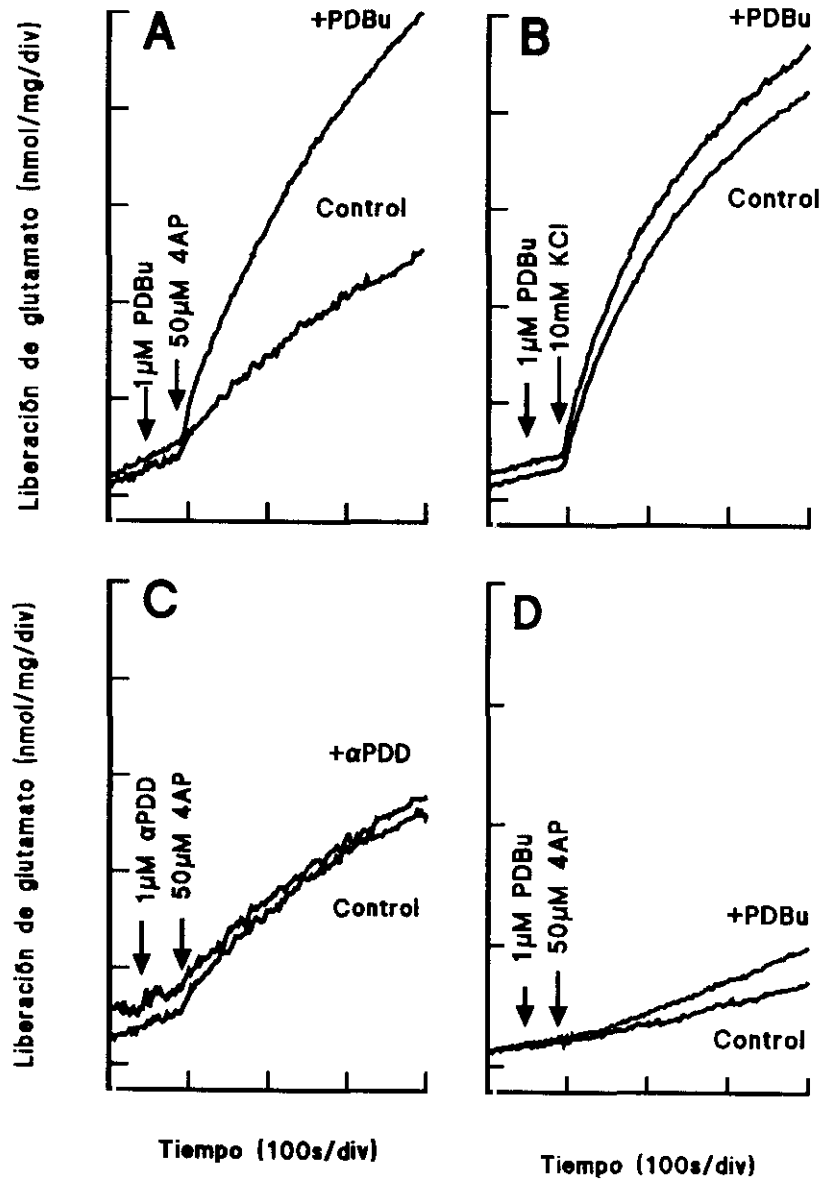 A
+PDBu
Control
1μM PDBu
50μM 4AP
Liberación de glutamato (nmol/mg/div)
B
+PDBu
Control
1μM PDBu
10mM KCl
C
+αPDD
Control
1μM αPDD
50μM 4AP
Liberación de glutamato (nmol/mg/div)
Tiempo (100s/div)
D
+PDBu
Control
1μM PDBu
50μM 4AP
Tiempo (100s/div)